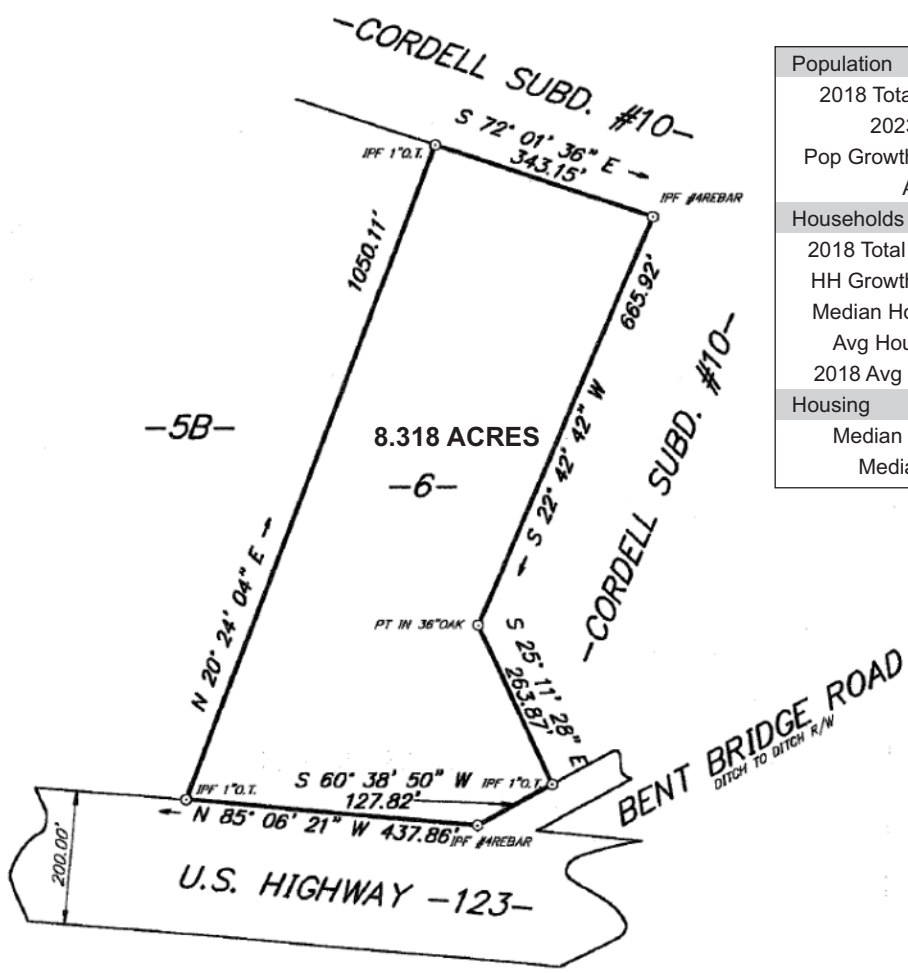 -CORDELL SUBD. #10-
S 72° 01' 36" E
343.15'
IPF 1"O.T.
IPF #4REBAR
1050.11'
665.92'
-5B-
8.318 ACRES
-6-
S 22° 42' 42" W
-CORDELL SUBD. #10-
N 20° 24' 04" E
PT IN 36"OAK
S 25° 11' 28" E
263.87'
BENT BRIDGE ROAD
DITCH TO DITCH R/W
S 60° 38' 50" W
127.82'
IPF 1"O.T.
IPF 1"O.T.
N 85° 06' 21" W 437.86'
IPF #4REBAR
200.00'
U.S. HIGHWAY -123-
Population
2018 Tota
2023
Pop Growth
A
Households
2018 Total
HH Growth
Median Ho
Avg Hou
2018 Avg
Housing
Median
Media